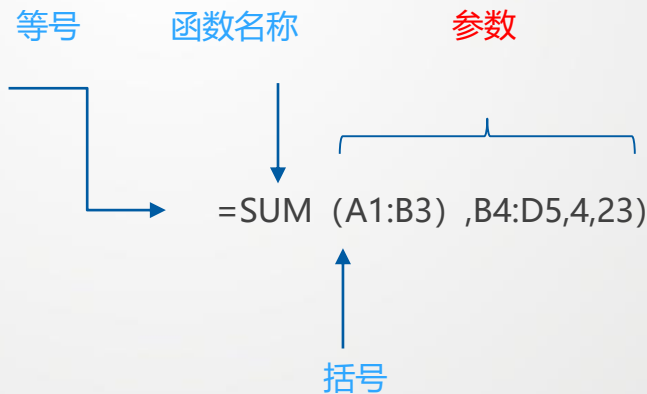 等号 函数名称 参数
=SUM（A1:B3）,B4:D5,4,23)
括号